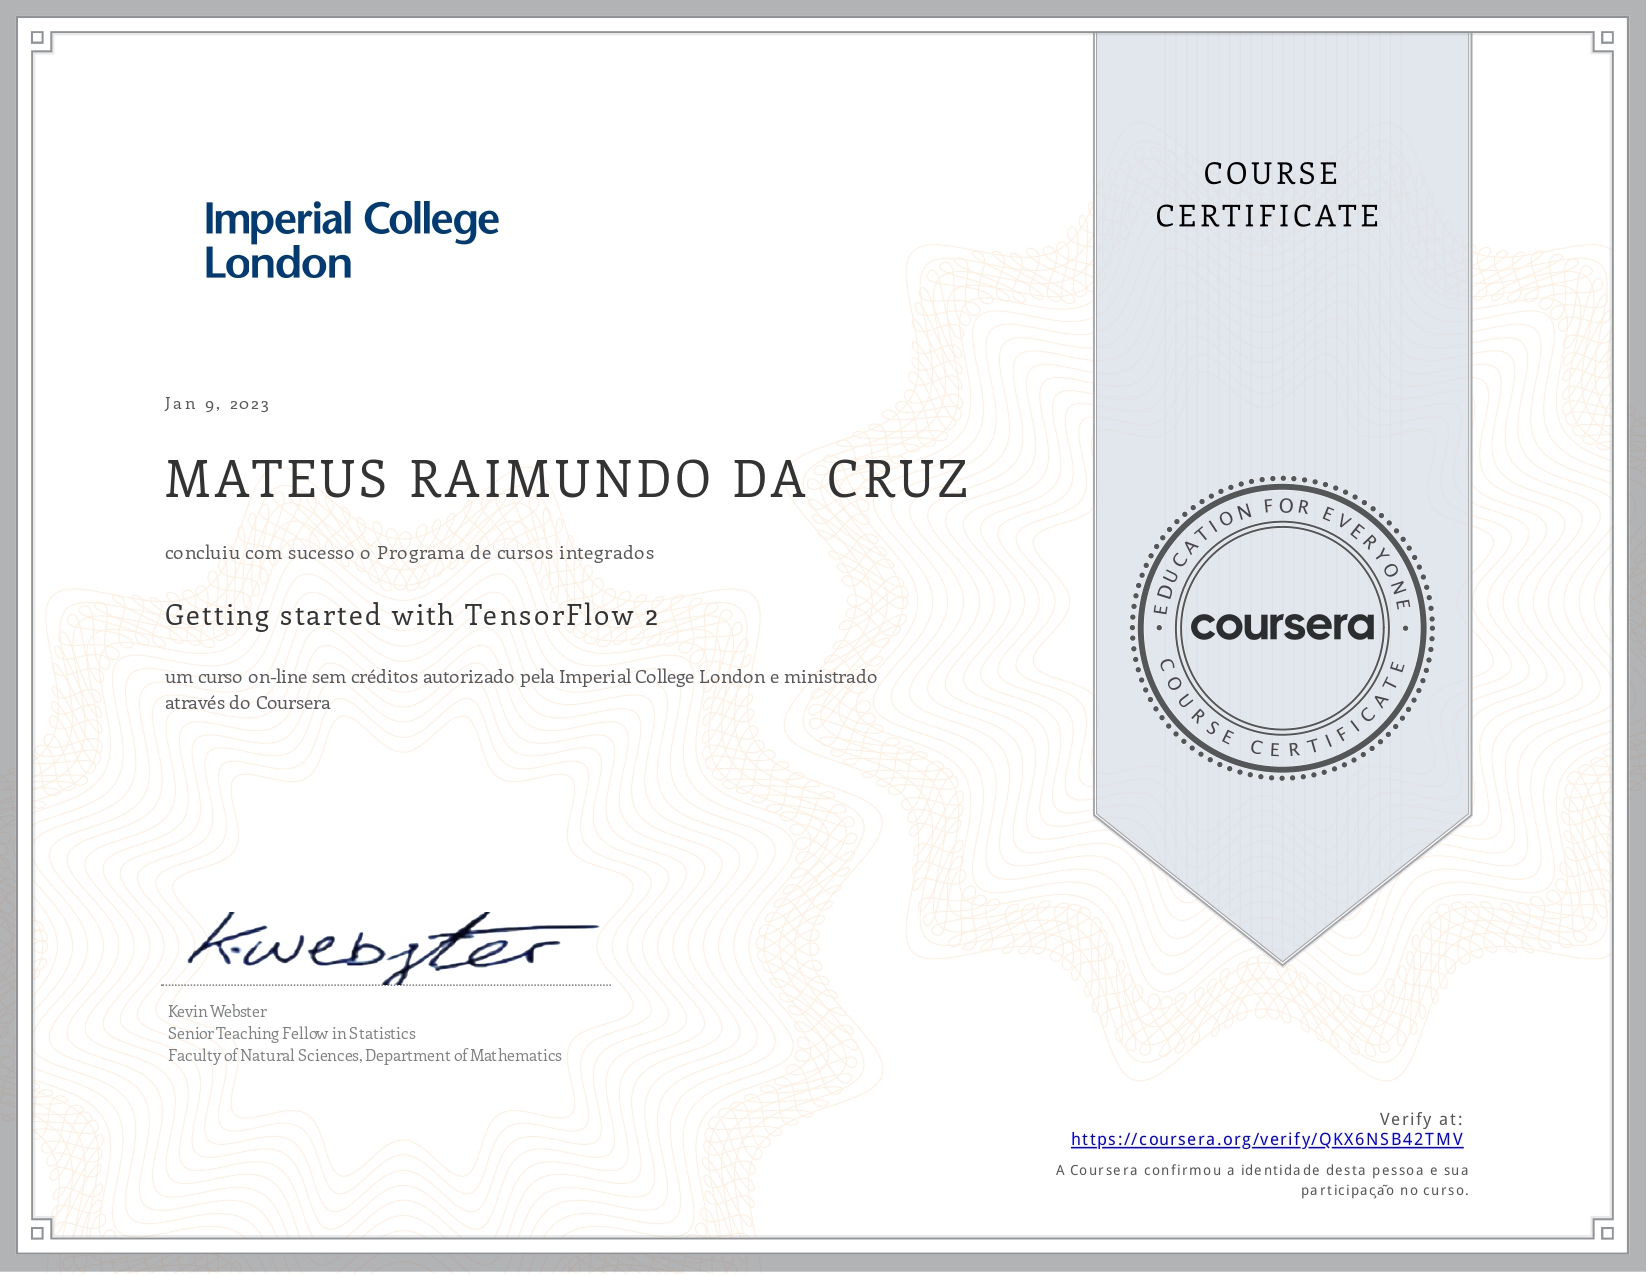 Imperial College
London
COURSE
CERTIFICATE
Jan 9, 2023
MATEUS RAIMUNDO DA CRUZ
concluiu com sucesso o Programa de cursos integrados
Getting started with TensorFlow 2
um curso on-line sem créditos autorizado pela Imperial College London e ministrado
através do Coursera
EDUCATION FOR EVERYONE
coursera
COURSE CERTIFICATE
Kwebster
Kevin Webster
Senior Teaching Fellow in Statistics
Faculty of Natural Sciences, Department of Mathematics
Verify at:
https://coursera.org/verify/QKX6NSB42TMV
A Coursera confirmou a identidade desta pessoa e sua
participação no curso.